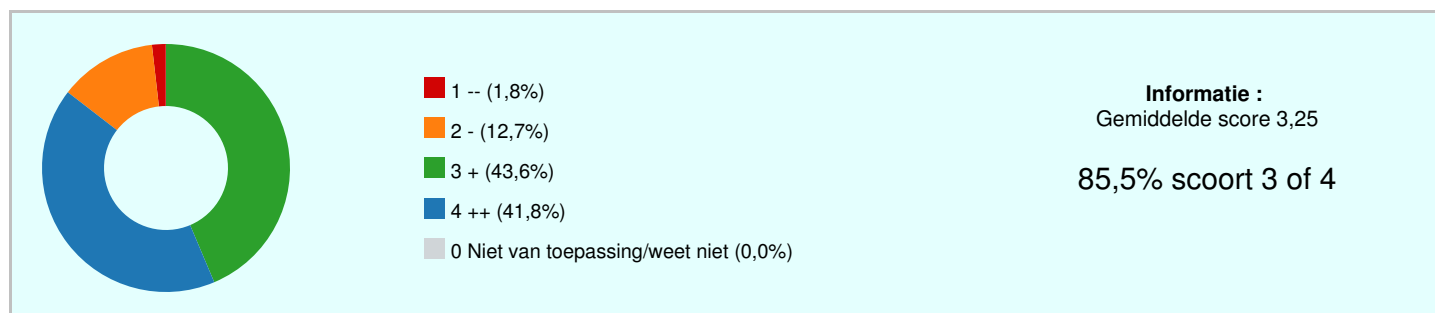 1 -- (1,8%)
2 - (12,7%)
3 + (43,6%)
4 ++ (41,8%)
0 Niet van toepassing/weet niet (0,0%)
Informatie :
Gemiddelde score 3,25
85,5% scoort 3 of 4